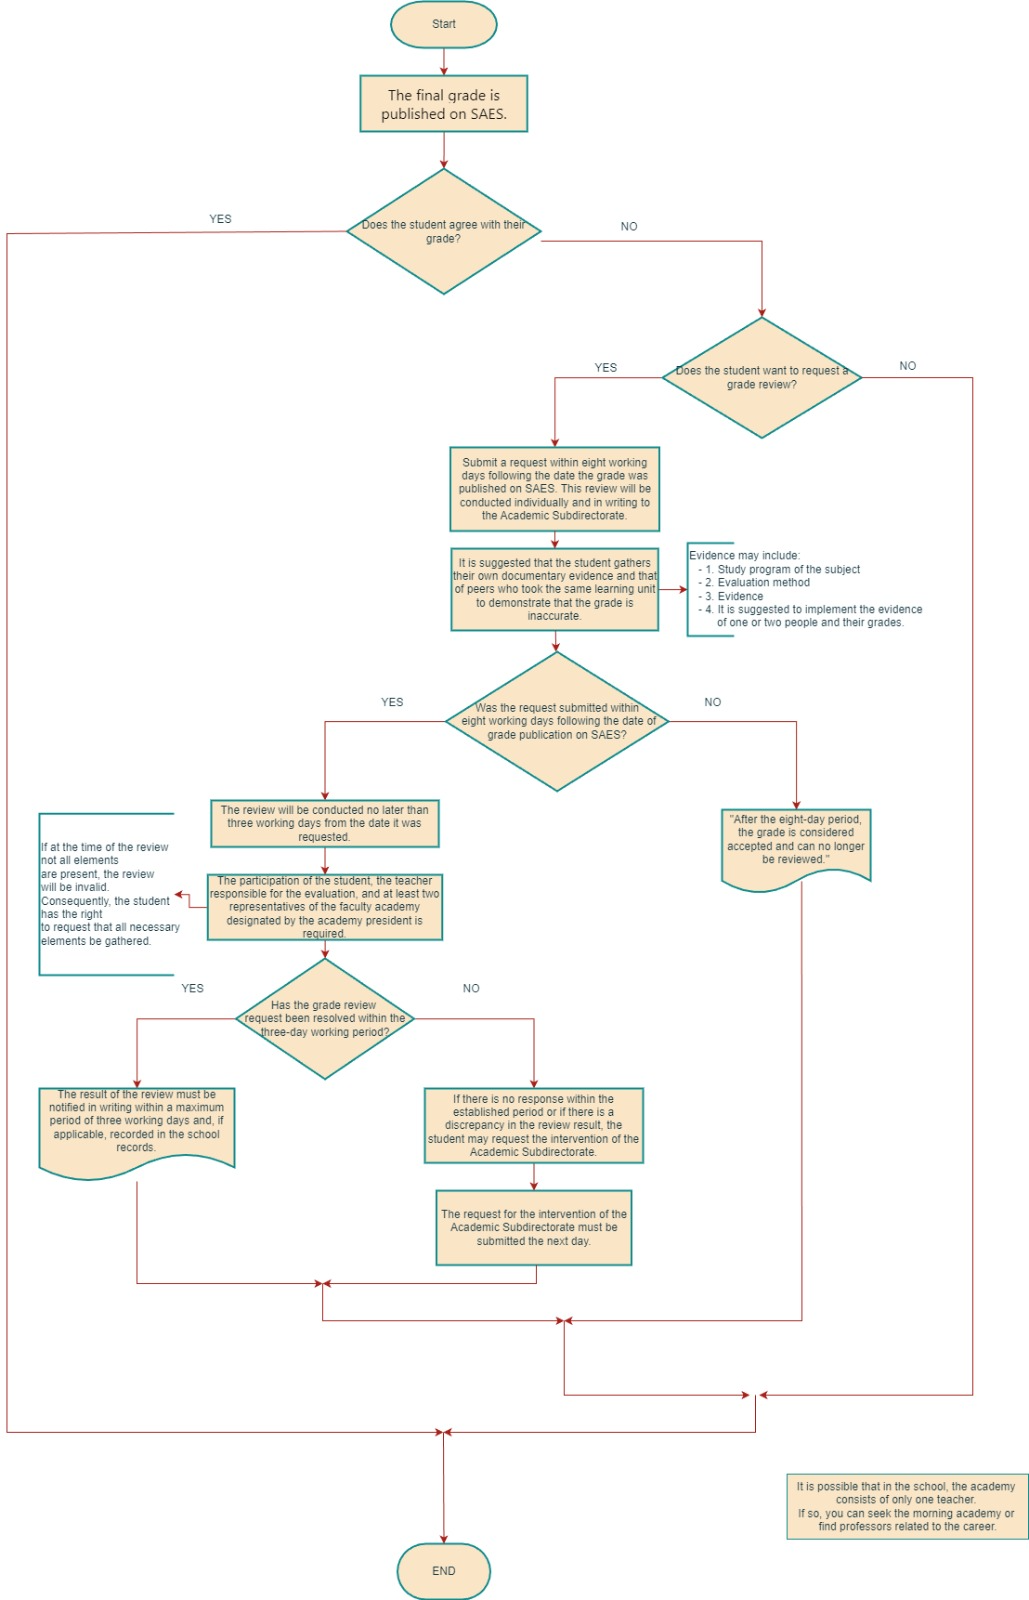 Start
The final grade is
published on SAES.
Does the student agree with their
grade?
YES
NO
Does the student want to request a
grade review?
YES
NO
Submit a request within eight working
days following the date the grade was
published on SAES. This review will be
conducted individually and in writing to
the Academic Subdirectorate.
It is suggested that the student gathers
their own documentary evidence and that
of peers who took the same learning unit
to demonstrate that the grade is
inaccurate.
Evidence may include:
- 1. Study program of the subject
- 2. Evaluation method
- 3. Evidence
- 4. It is suggested to implement the evidence
of one or two people and their grades.
Was the request submitted within
eight working days following the date of
grade publication on SAES?
YES
NO
The review will be conducted no later than
three working days from the date it was
requested.
"After the eight-day period,
the grade is considered
accepted and can no longer
be reviewed."
If at the time of the review
not all elements
are present, the review
will be invalid.
Consequently, the student
has the right
to request that all necessary
elements be gathered.
The participation of the student, the teacher
responsible for the evaluation, and at least two
representatives of the faculty academy
designated by the academy president is
required.
Has the grade review
request been resolved within the
three-day working period?
YES
NO
The result of the review must be
notified in writing within a maximum
period of three working days and, if
applicable, recorded in the school
records.
If there is no response within the
established period or if there is a
discrepancy in the review result, the
student may request the intervention of the
Academic Subdirectorate.
The request for the intervention of the
Academic Subdirectorate must be
submitted the next day.
It is possible that in the school, the academy
consists of only one teacher.
If so, you can seek the morning academy or
find professors related to the career.
END